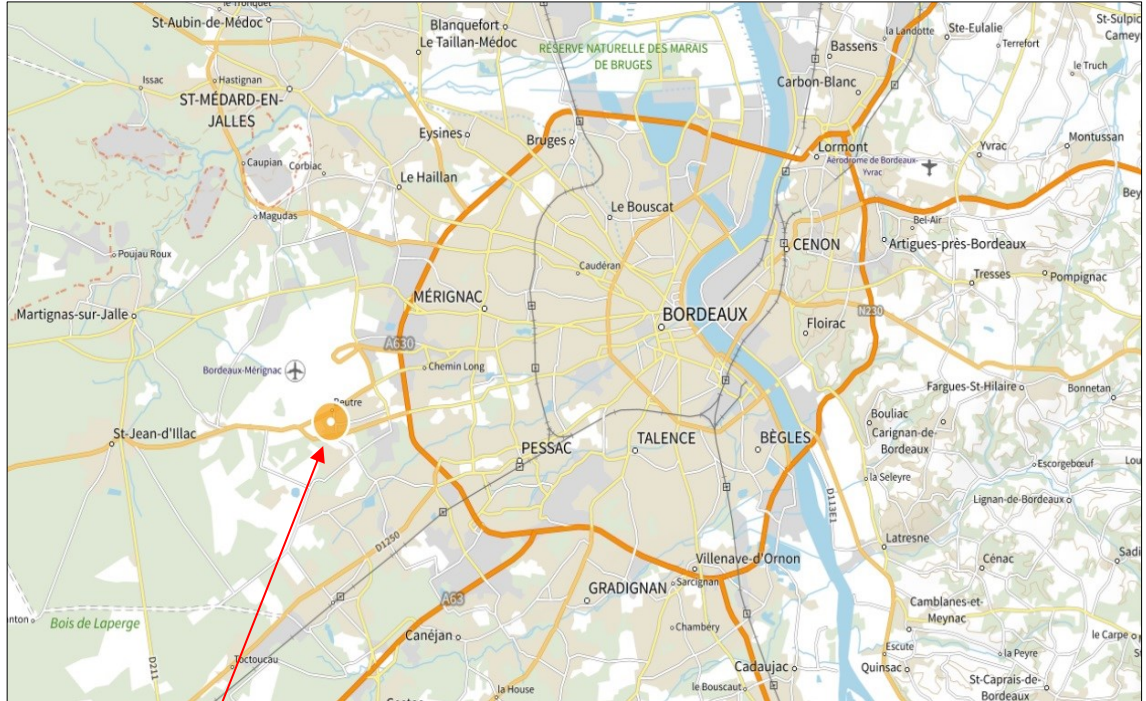 le Tronquet
St-Aubin-de-Médoc
Blanquefort
Le Taillan-Médoc
RÉSERVE NATURELLE DES MARAIS
DE BRUGES
la Landotte
Ste-Eulalie
Terrefort
Bassens
Carbon-Blanc
le Truch
Issac
Hastignan
ST-MÉDARD-EN-
JALLES
Eysines
Bruges
Lormont
Aérodrome de Bordeaux-
Yvrac
Yvrac
Montussan
Caupian
Corbiac
Le Haillan
Le Bouscat
Magudas
Bel-Air
Artigues-près-Bordeaux
CENON
Poujau Roux
Caudéran
Tresses
Pompignac
MÉRIGNAC
Martignas-sur-Jalle
BORDEAUX
Floirac
N230
A630
Chemin Long
Bordeaux-Mérignac
Fargues-St-Hilaire
Bonnetan
Beutre
St-Jean-d'Illac
PESSAC
TALENCE
BÈGLES
Bouliac
Carignan-de-
Bordeaux
Escorgebœuf
la Seleyre
Lignan-de-Bordeaux
D113E1
D1250
Latresne
Villenave-d'Ornon
Sarcignan
Cénac
A63
GRADIGNAN
Camblanes-et-
Meynac
Bois de Laperge
Chambéry
le Carpe
Canéjan
Escute
la Peyre
D211
Toctoucau
Cadaujac
Quinsac
le Bouscaut
la House
St-Caprais-de-
Bordeaux